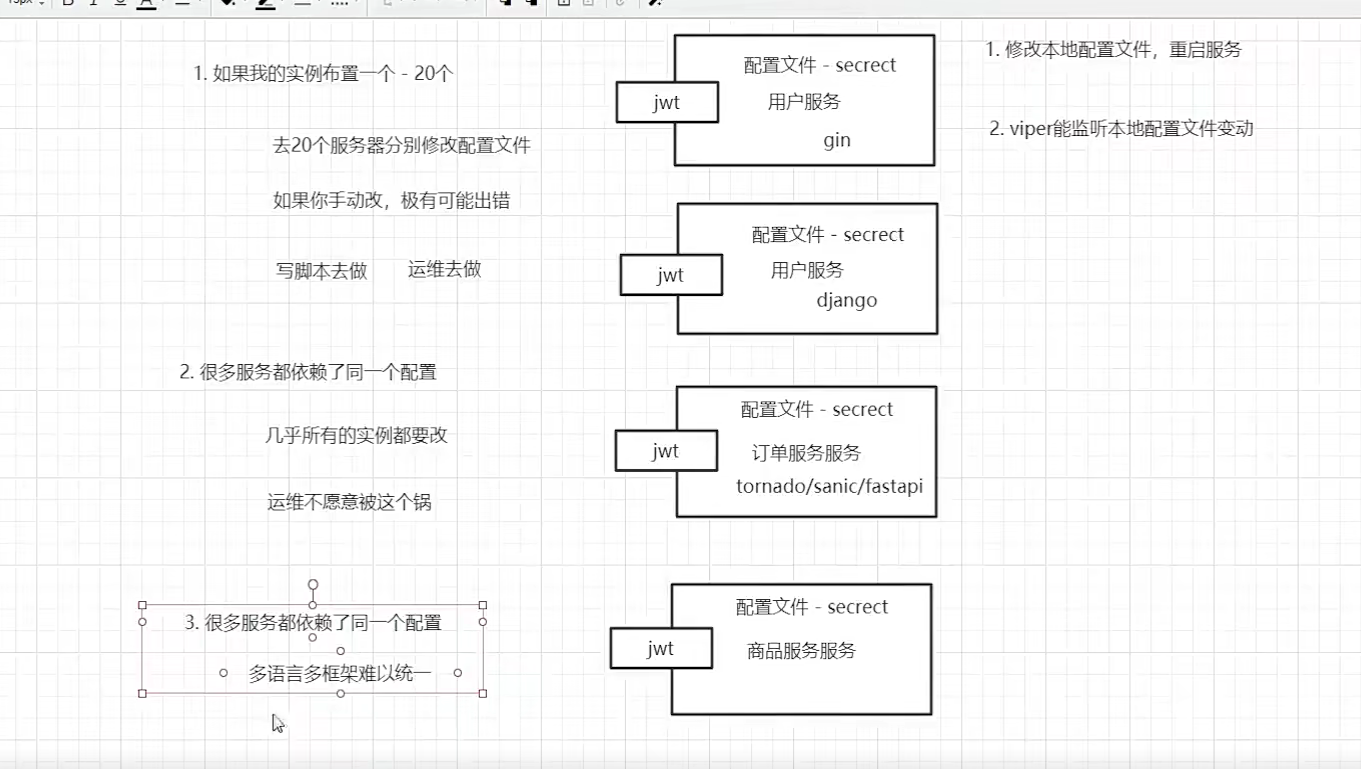 1. 如果我的实例布置一个 - 20个
去20个服务器分别修改配置文件
如果你手动改，极有可能出错
写脚本去做
运维去做
2. 很多服务都依赖了同一个配置
几乎所有的实例都要改
运维不愿意被这个锅
3. 很多服务都依赖了同一个配置
多语言多框架难以统一
配置文件 - secrect
jwt
用户服务
gin
配置文件 - secrect
用户服务
jwt
django
配置文件 - secrect
jwt
订单服务服务
tornado/sanic/fastapi
配置文件 - secrect
jwt
商品服务服务
1. 修改本地配置文件，重启服务
2. viper能监听本地配置文件变动